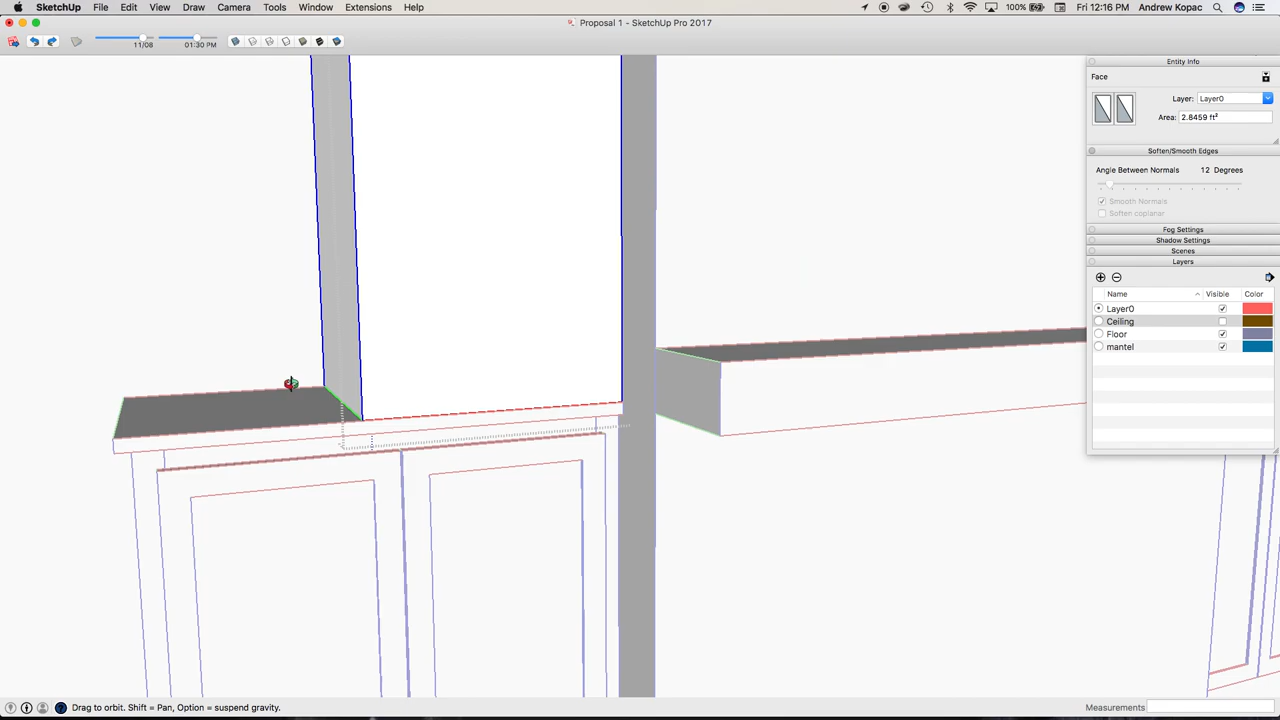 SketchUp File Edit View Draw Camera Tools Window Extensions Help 100% Fri 12:16 PM Andrew Kopac
Proposal 1 - SketchUp Pro 2017
11/08 01:30 PM
Entity Info
Face
Layer: Layer0
Area: 2.8459 ft²
Soften/Smooth Edges
Angle Between Normals 12 Degrees
Smooth Normals
Soften coplanar
Fog Settings
Shadow Settings
Scenes
Layers
Name Visible Color
Layer0
Ceiling
Floor
mantel
Drag to orbit. Shift = Pan, Option = suspend gravity. Measurements